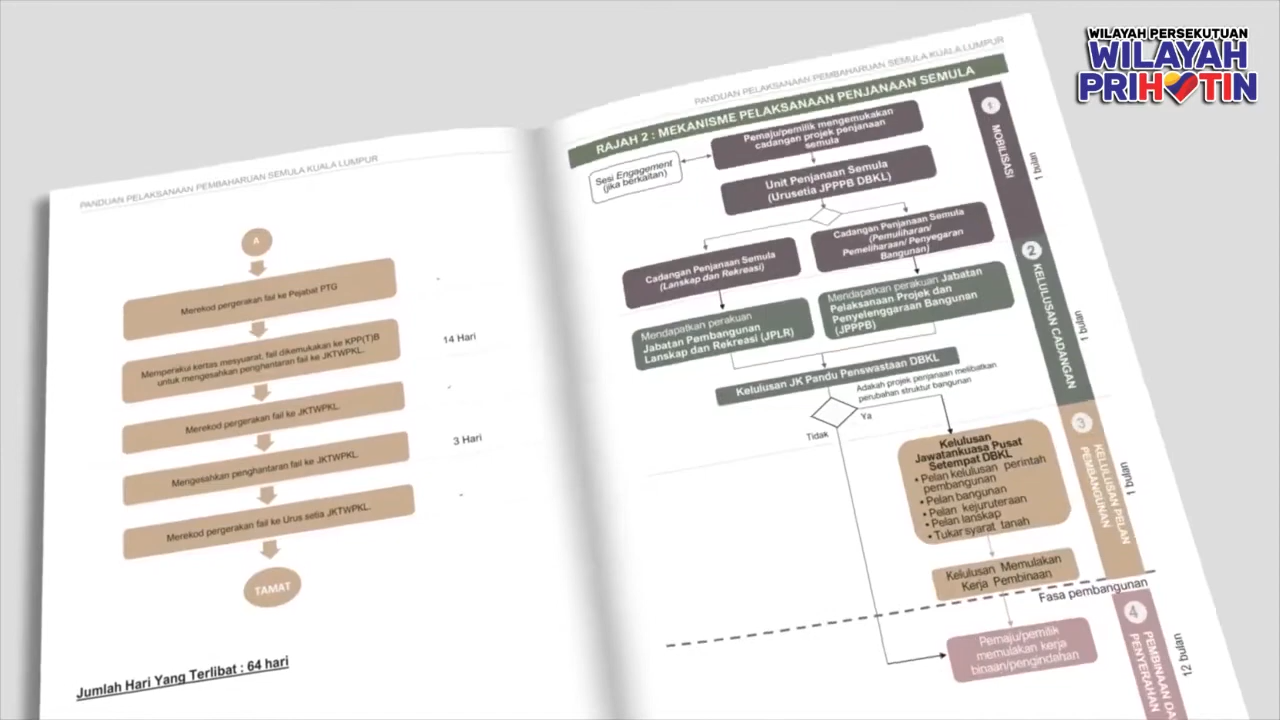 WILAYAH PERSEKUTUAN
WILAYAH
PRIHATIN
PANDUAN PELAKSANAAN PEMBAHARUAN SEMULA KUALA LUMPUR
A
Merekod pergerakan fail ke Pejabat PTG
-
Memperakui kertas mesyuarat, fail dikemukakan ke KPP(T)B
untuk mengesahkan penghantaran fail ke JKTWPKL.
14 Hari
Merekod pergerakan fail ke JKTWPKL.
-
Mengesahkan penghantaran fail ke JKTWPKL.
3 Hari
Merekod pergerakan fail ke Urus setia JKTWPKL.
-
TAMAT
Jumlah Hari Yang Terlibat : 64 hari
PANDUAN PELAKSANAAN PEMBAHARUAN SEMULA KUALA LUMPUR
RAJAH 2 : MEKANISME PELAKSANAAN PENJANAAN SEMULA
Sesi Engagement
(jika berkaitan)
Pemaju/pemilik mengemukakan
cadangan projek penjanaan
semula
Unit Penjanaan Semula
(Urusetia JPPPB DBKL)
Cadangan Penjanaan Semula
(Lanskap dan Rekreasi)
Cadangan Penjanaan Semula
(Pemuliharan/
Pemeliharaan/ Penyegaran
Bangunan)
1
MOBILISASI
1 bulan
Mendapatkan perakuan
Jabatan Pembangunan
Lanskap dan Rekreasi (JPLR)
Mendapatkan perakuan Jabatan
Pelaksanaan Projek dan
Penyelenggaraan Bangunan
(JPPPB)
Kelulusan JK Pandu Penswastaan DBKL
2
KELULUSAN CADANGAN
1 bulan
Adakah projek penjanaan melibatkan
perubahan struktur bangunan
Ya
Tidak
Kelulusan
Jawatankuasa Pusat
Setempat DBKL
• Pelan kelulusan perintah
pembangunan
• Pelan bangunan
• Pelan kejuruteraan
• Pelan lanskap
• Tukar syarat tanah
Kelulusan Memulakan
Kerja Pembinaan
3
KELULUSAN PELAN
PEMBANGUNAN
1 bulan
Fasa pembangunan
Pemaju/pemilik
memulakan kerja
binaan/pengindahan
4
PEMBINAAN DA
PENYERAHAN
12 bulan